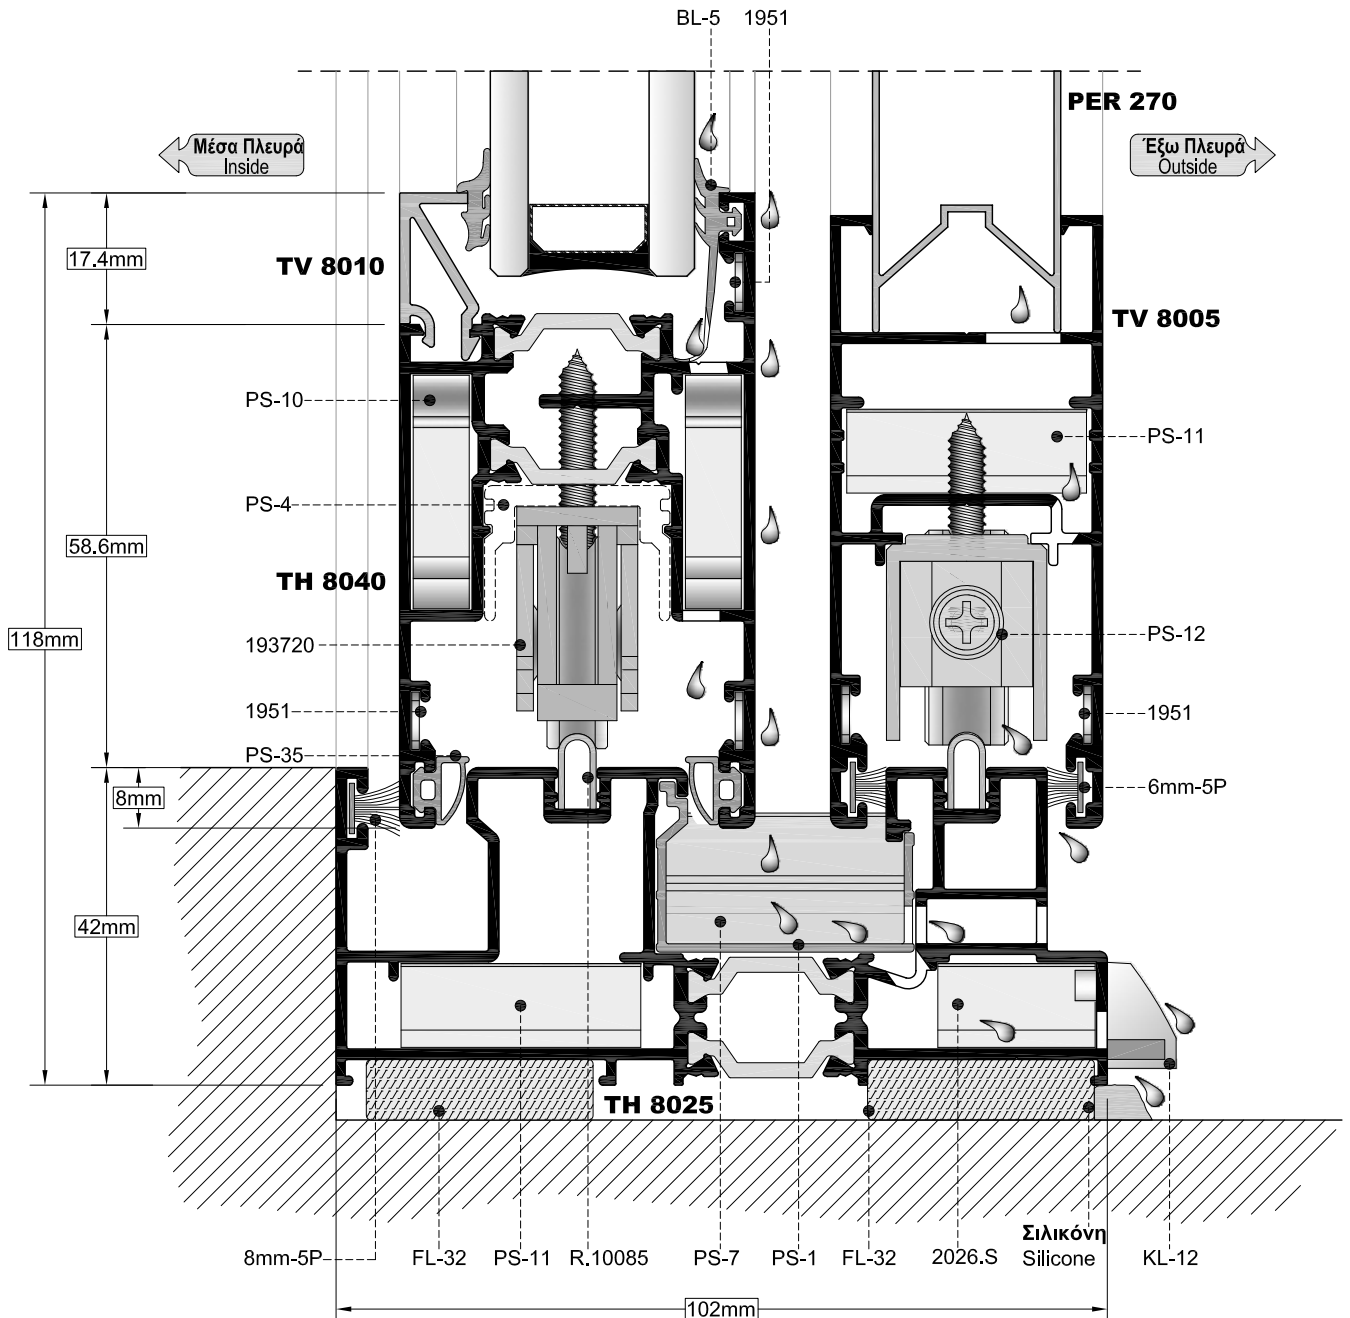 BL-5 1951
PER 270
Μέσα Πλευρά
Inside
Έξω Πλευρά
Outside
17.4mm
TV 8010
TV 8005
PS-10
PS-11
PS-4
58.6mm
TH 8040
118mm
193720
PS-12
1951
1951
PS-35
8mm
6mm-5P
42mm
TH 8025
Σιλικόνη
8mm-5P FL-32 PS-11 R.10085 PS-7 PS-1 FL-32 2026.S Silicone KL-12
102mm